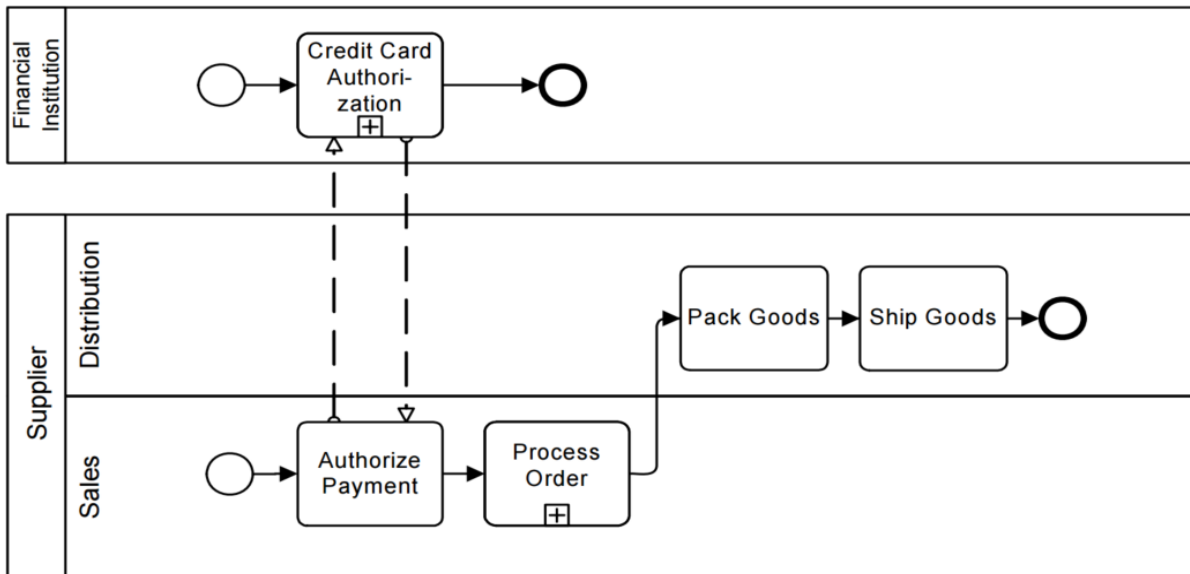 Financial
Institution
Credit Card
Authori-
zation
Supplier
Distribution
Pack Goods
Ship Goods
Sales
Authorize
Payment
Process
Order